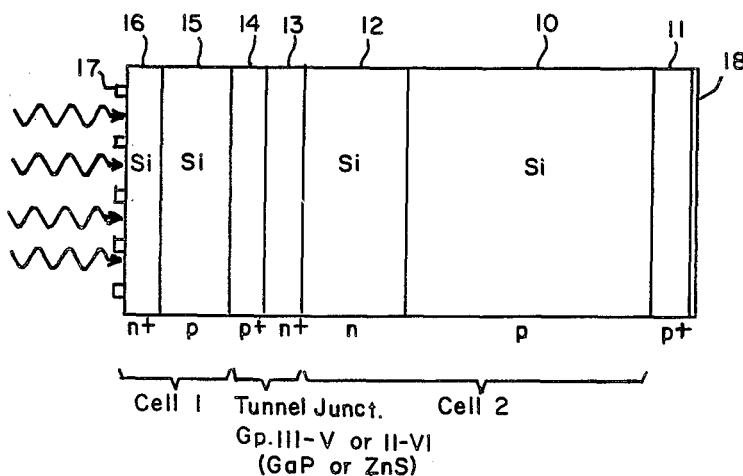 16 15 14 13 12 10 11
17 18
Si Si Si Si
n+ p p+ n+ n p p+
Cell 1 Tunnel Junct. Cell 2
Gp. III-V or II-VI
(GaP or ZnS)